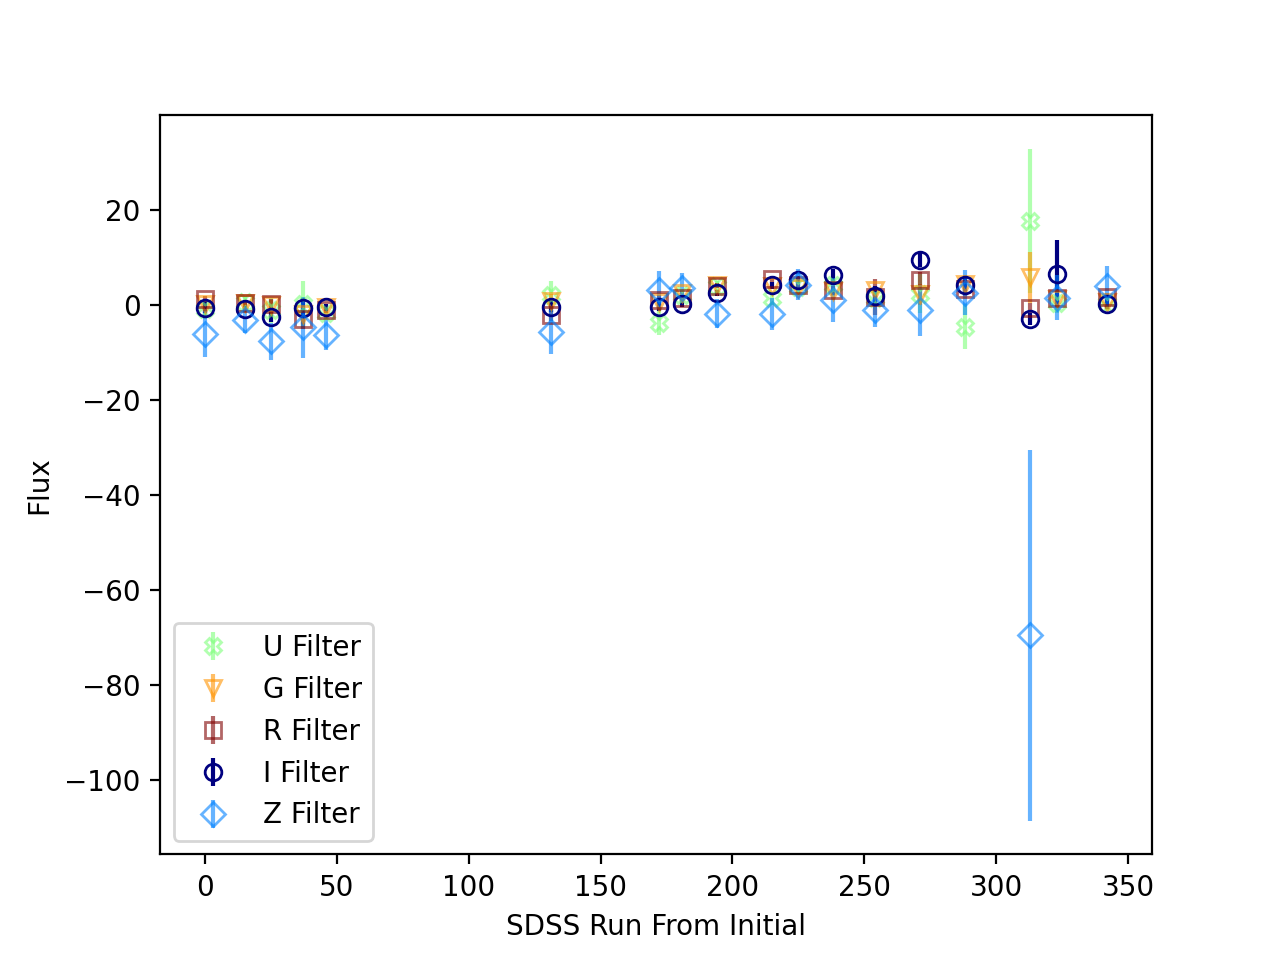 20
0
−20
−40
−60
−80
−100
Flux
U Filter
G Filter
R Filter
I Filter
Z Filter
0 50 100 150 200 250 300 350
SDSS Run From Initial